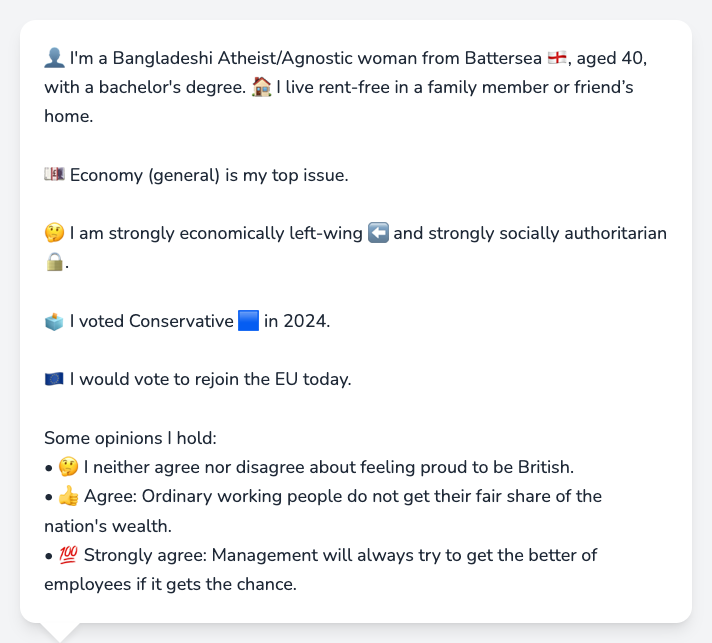 👤 I'm a Bangladeshi Atheist/Agnostic woman from Battersea 🏴󠁧󠁢󠁥󠁮󠁧󠁿, aged 40,
with a bachelor's degree. 🏠 I live rent-free in a family member or friend’s
home.
💷 Economy (general) is my top issue.
🤔 I am strongly economically left-wing ⬅️ and strongly socially authoritarian
🔒.
🗳️ I voted Conservative 🟦 in 2024.
🇪🇺 I would vote to rejoin the EU today.
Some opinions I hold:
• 🤔 I neither agree nor disagree about feeling proud to be British.
• 👍 Agree: Ordinary working people do not get their fair share of the
nation's wealth.
• 💯 Strongly agree: Management will always try to get the better of
employees if it gets the chance.